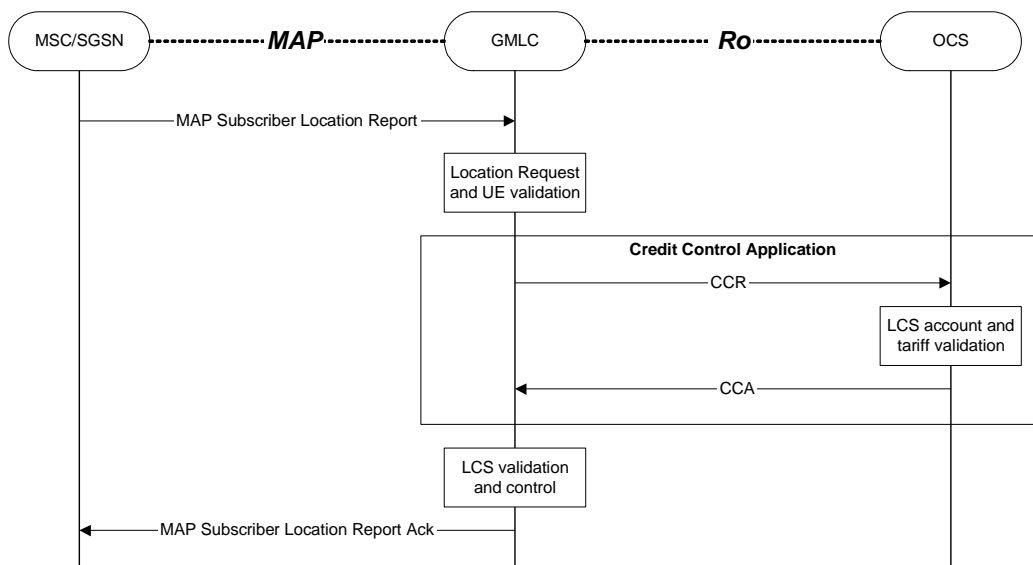 MSC/SGSN
MAP
GMLC
Ro
OCS
MAP Subscriber Location Report
Location Request
and UE validation
Credit Control Application
CCR
LCS account and
tariff validation
CCA
LCS validation
and control
MAP Subscriber Location Report Ack